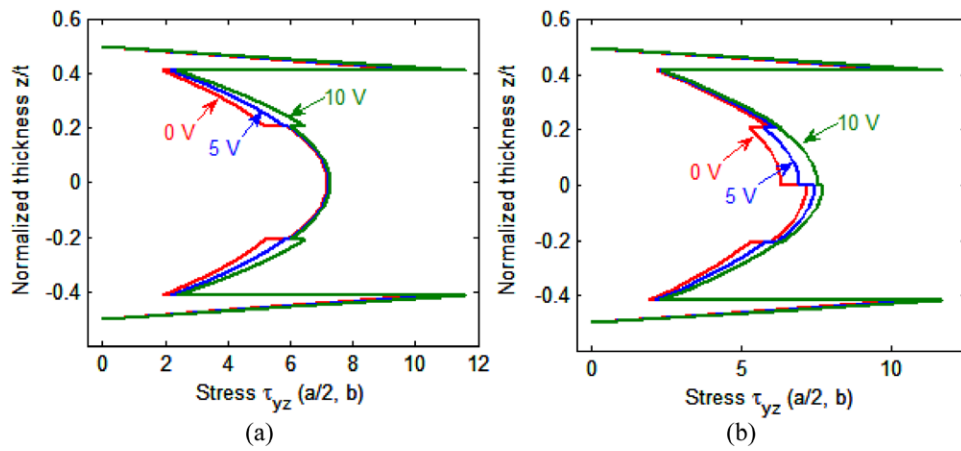 0.6
0.4
0.2
0
-0.2
-0.4
Normalized thickness z/t
10 V
0 V
5 V
0 2 4 6 8 10 12
Stress τyz (a/2, b)
(a)
0.6
0.4
0.2
0
-0.2
-0.4
Normalized thickness z/t
10 V
0 V
5 V
0 5 10
Stress τyz (a/2, b)
(b)